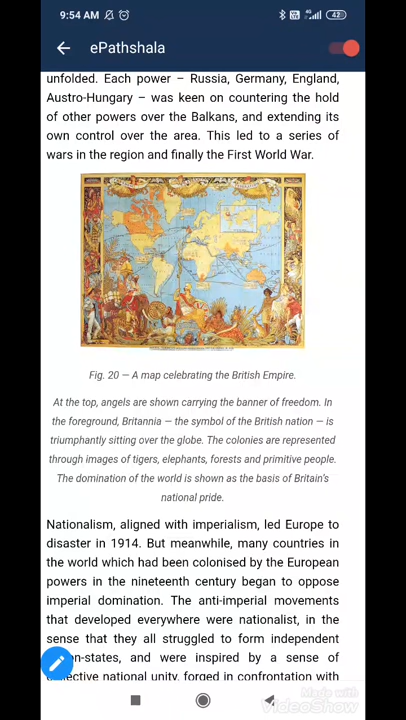 9:54 AM
4G
42
ePathshala
unfolded. Each power – Russia, Germany, England,
Austro-Hungary – was keen on countering the hold
of other powers over the Balkans, and extending its
own control over the area. This led to a series of
wars in the region and finally the First World War.
Fig. 20 — A map celebrating the British Empire.
At the top, angels are shown carrying the banner of freedom. In
the foreground, Britannia — the symbol of the British nation — is
triumphantly sitting over the globe. The colonies are represented
through images of tigers, elephants, forests and primitive people.
The domination of the world is shown as the basis of Britain's
national pride.
Nationalism, aligned with imperialism, led Europe to
disaster in 1914. But meanwhile, many countries in
the world which had been colonised by the European
powers in the nineteenth century began to oppose
imperial domination. The anti-imperial movements
that developed everywhere were nationalist, in the
sense that they all struggled to form independent
n-states, and were inspired by a sense of
ective national unity, forged in confrontation with
Made with
VideoShow